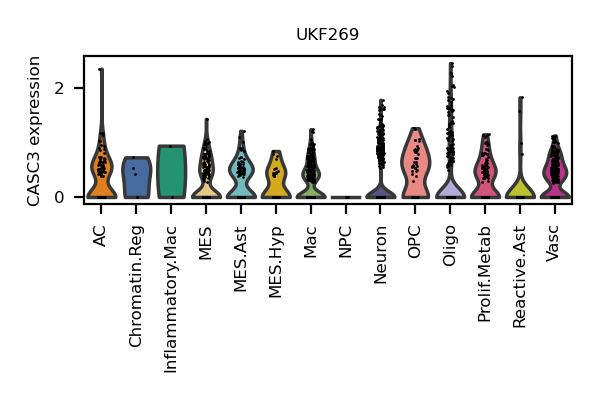 UKF269
CASC3 expression
2
0
AC
Chromatin.Reg
Inflammatory.Mac
MES
MES.Ast
MES.Hyp
Mac
NPC
Neuron
OPC
Oligo
Prolif.Metab
Reactive.Ast
Vasc